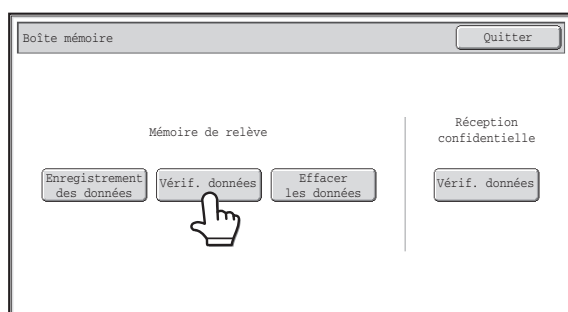 Boîte mémoire
Quitter
Mémoire de relève
Enregistrement
des données
Vérif. données
Effacer
les données
Réception
confidentielle
Vérif. données